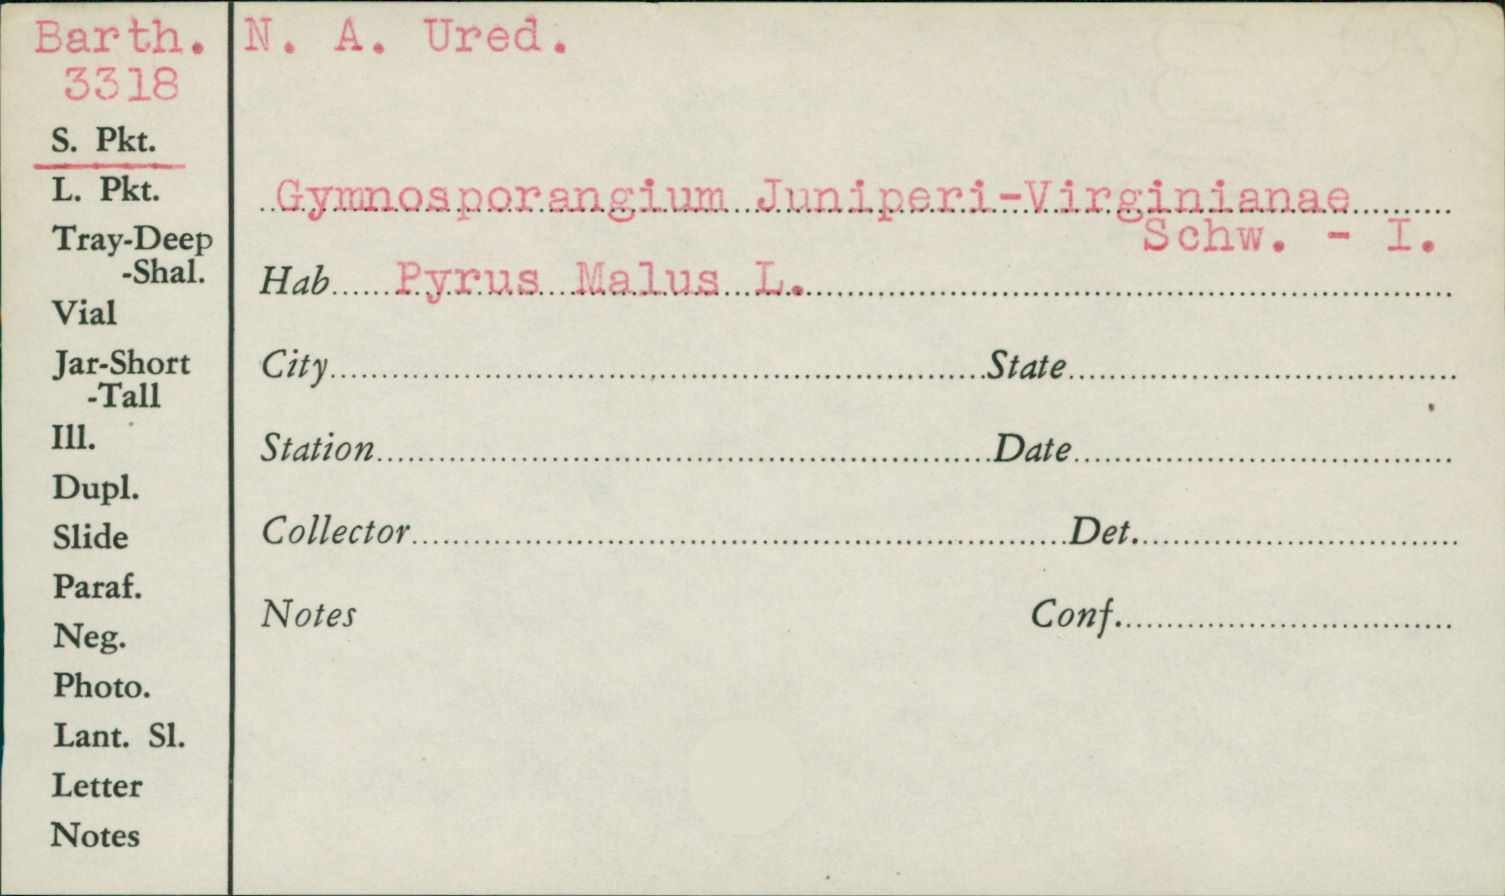 Barth.
3318
S. Pkt.
L. Pkt.
Tray-Deep
-Shal.
Vial
Jar-Short
-Tall
Ill.
Dupl.
Slide
Paraf.
Neg.
Photo.
Lant. Sl.
Letter
Notes
N. A. Ured.
Gymnosporangium Juniperi-Virginianae
Schw. - I.
Hab Pyrus Malus L.
City State
Station Date
Collector Det.
Notes Conf.